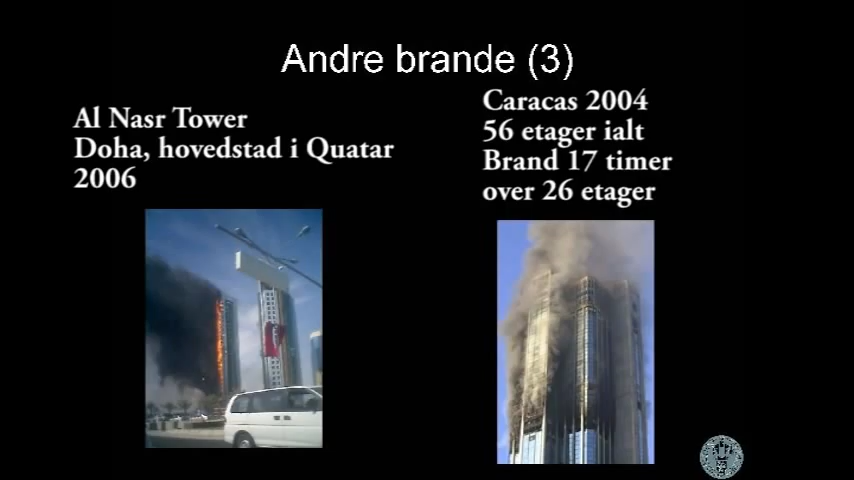 Andre brande (3)
Al Nasr Tower
Doha, hovedstad i Quatar
2006
Caracas 2004
56 etager ialt
Brand 17 timer
over 26 etager